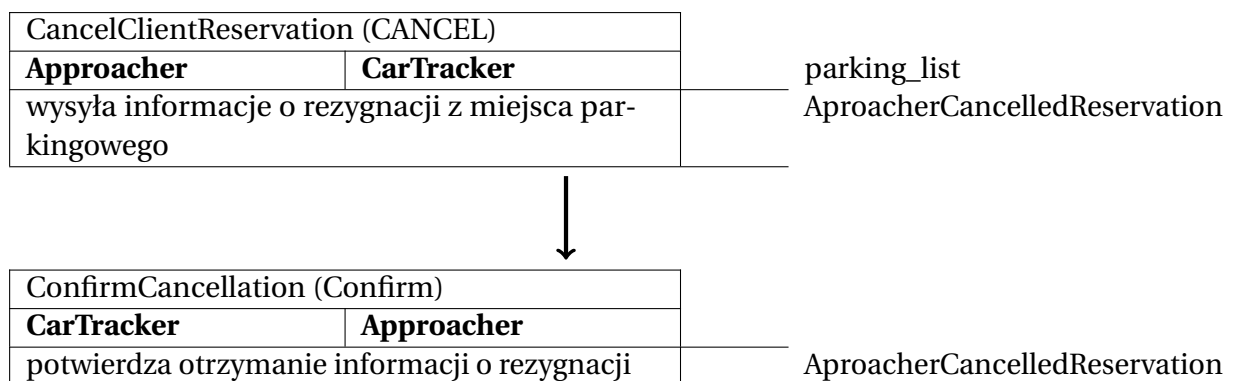 CancelClientReservation (CANCEL)
Approacher CarTracker parking_list
wysyła informacje o rezygnacji z miejsca par- AproacherCancelledReservation
kingowego
ConfirmCancellation (Confirm)
CarTracker Approacher
potwierdza otrzymanie informacji o rezygnacji AproacherCancelledReservation